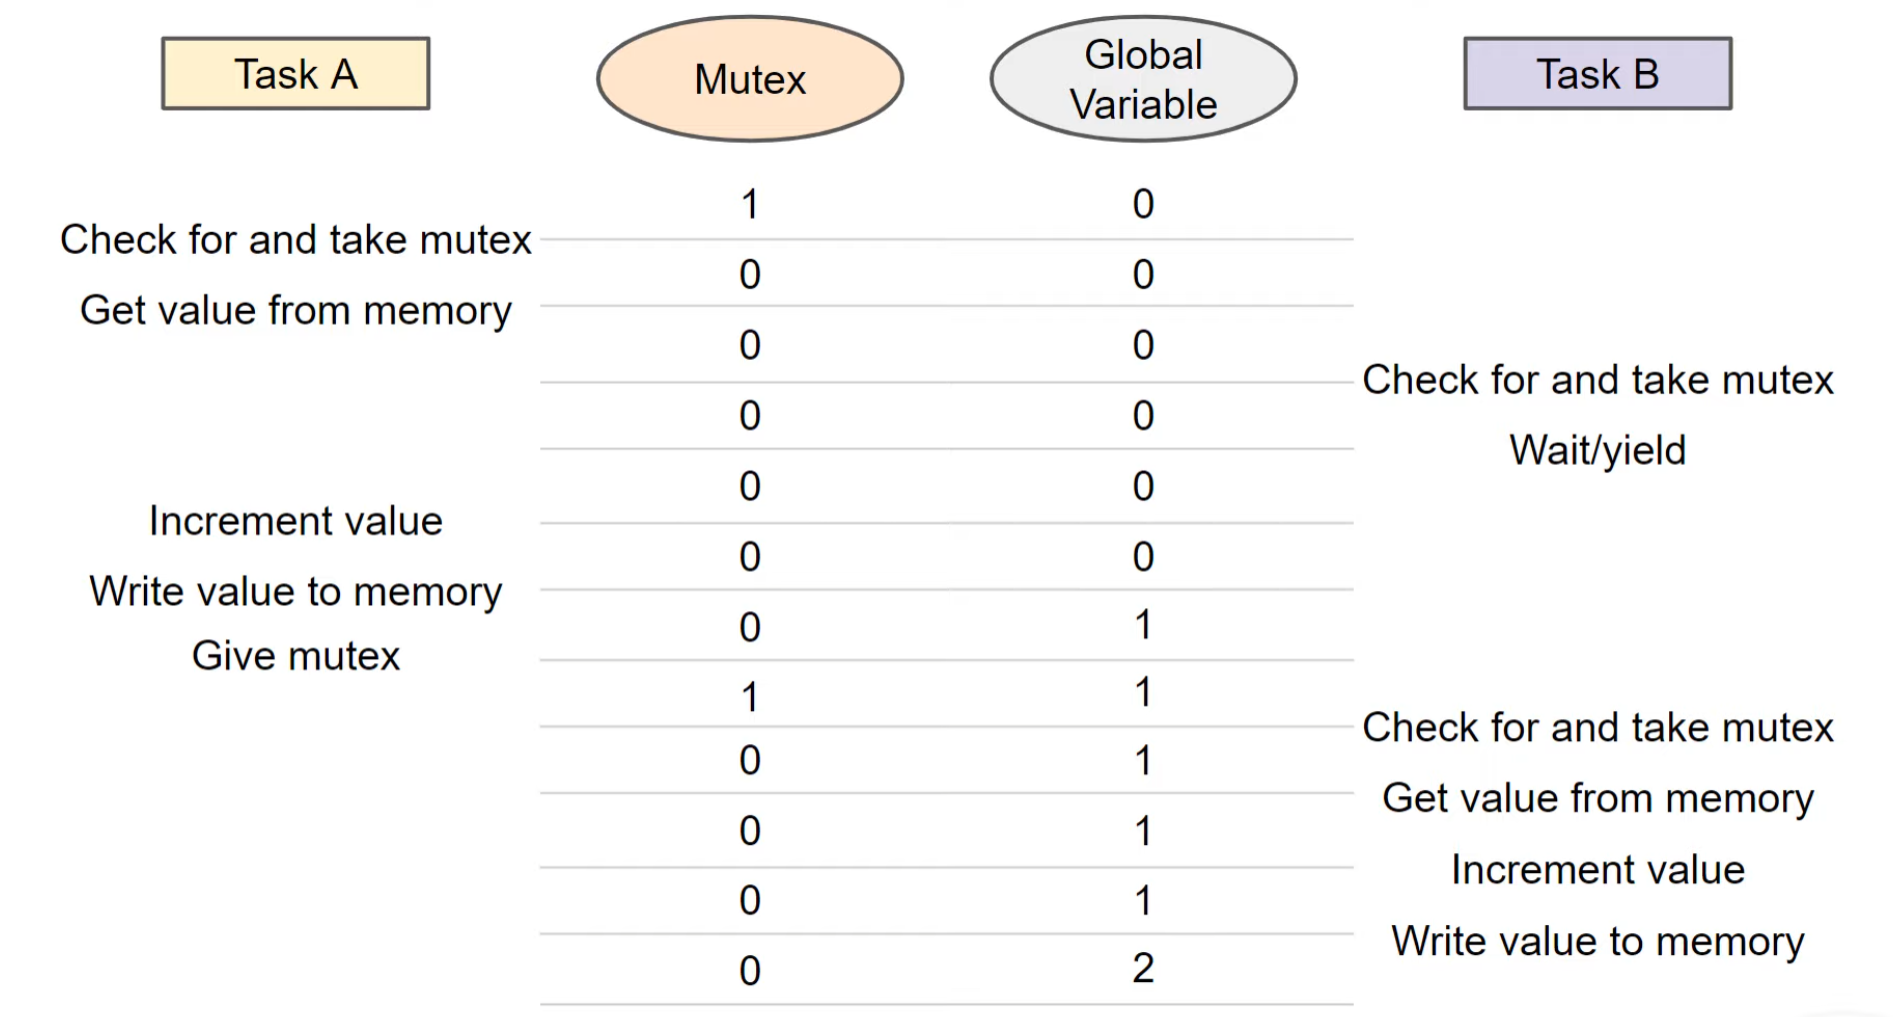 Task A
Mutex
Global
Variable
Task B
1 0
Check for and take mutex
0 0
Get value from memory
0 0
Check for and take mutex
0 0
Wait/yield
0 0
Increment value
0 0
Write value to memory
0 1
Give mutex
1 1
Check for and take mutex
0 1
Get value from memory
0 1
Increment value
0 1
Write value to memory
0 2